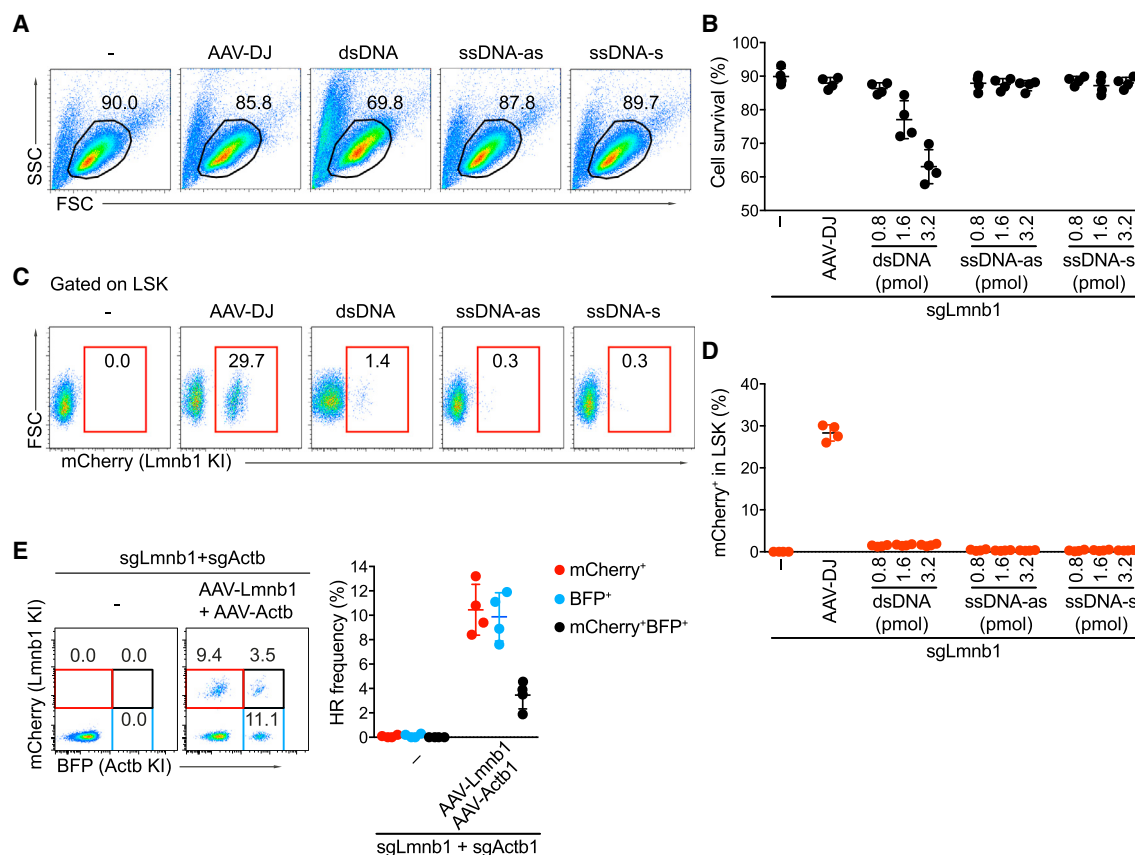 A
- AAV-DJ dsDNA ssDNA-as ssDNA-s
90.0 85.8 69.8 87.8 89.7
SSC
FSC
B
Cell survival (%)
100
90
80
70
60
50
- AAV-DJ 0.8 1.6 3.2 0.8 1.6 3.2 0.8 1.6 3.2
dsDNA ssDNA-as ssDNA-s
(pmol) (pmol) (pmol)
sgLmnb1
C
Gated on LSK
- AAV-DJ dsDNA ssDNA-as ssDNA-s
0.0 29.7 1.4 0.3 0.3
FSC
mCherry (Lmnb1 KI)
D
mCherry+ in LSK (%)
40
30
20
10
0
- AAV-DJ 0.8 1.6 3.2 0.8 1.6 3.2 0.8 1.6 3.2
dsDNA ssDNA-as ssDNA-s
(pmol) (pmol) (pmol)
sgLmnb1
E
sgLmnb1+sgActb
- AAV-Lmnb1
+ AAV-Actb
0.0 0.0 9.4 3.5
0.0 11.1
mCherry (Lmnb1 KI)
BFP (Actb KI)
HR frequency (%)
14
12
10
8
6
4
2
0
mCherry+
BFP+
mCherry+BFP+
-
AAV-Lmnb1
AAV-Actb1
sgLmnb1 + sgActb1